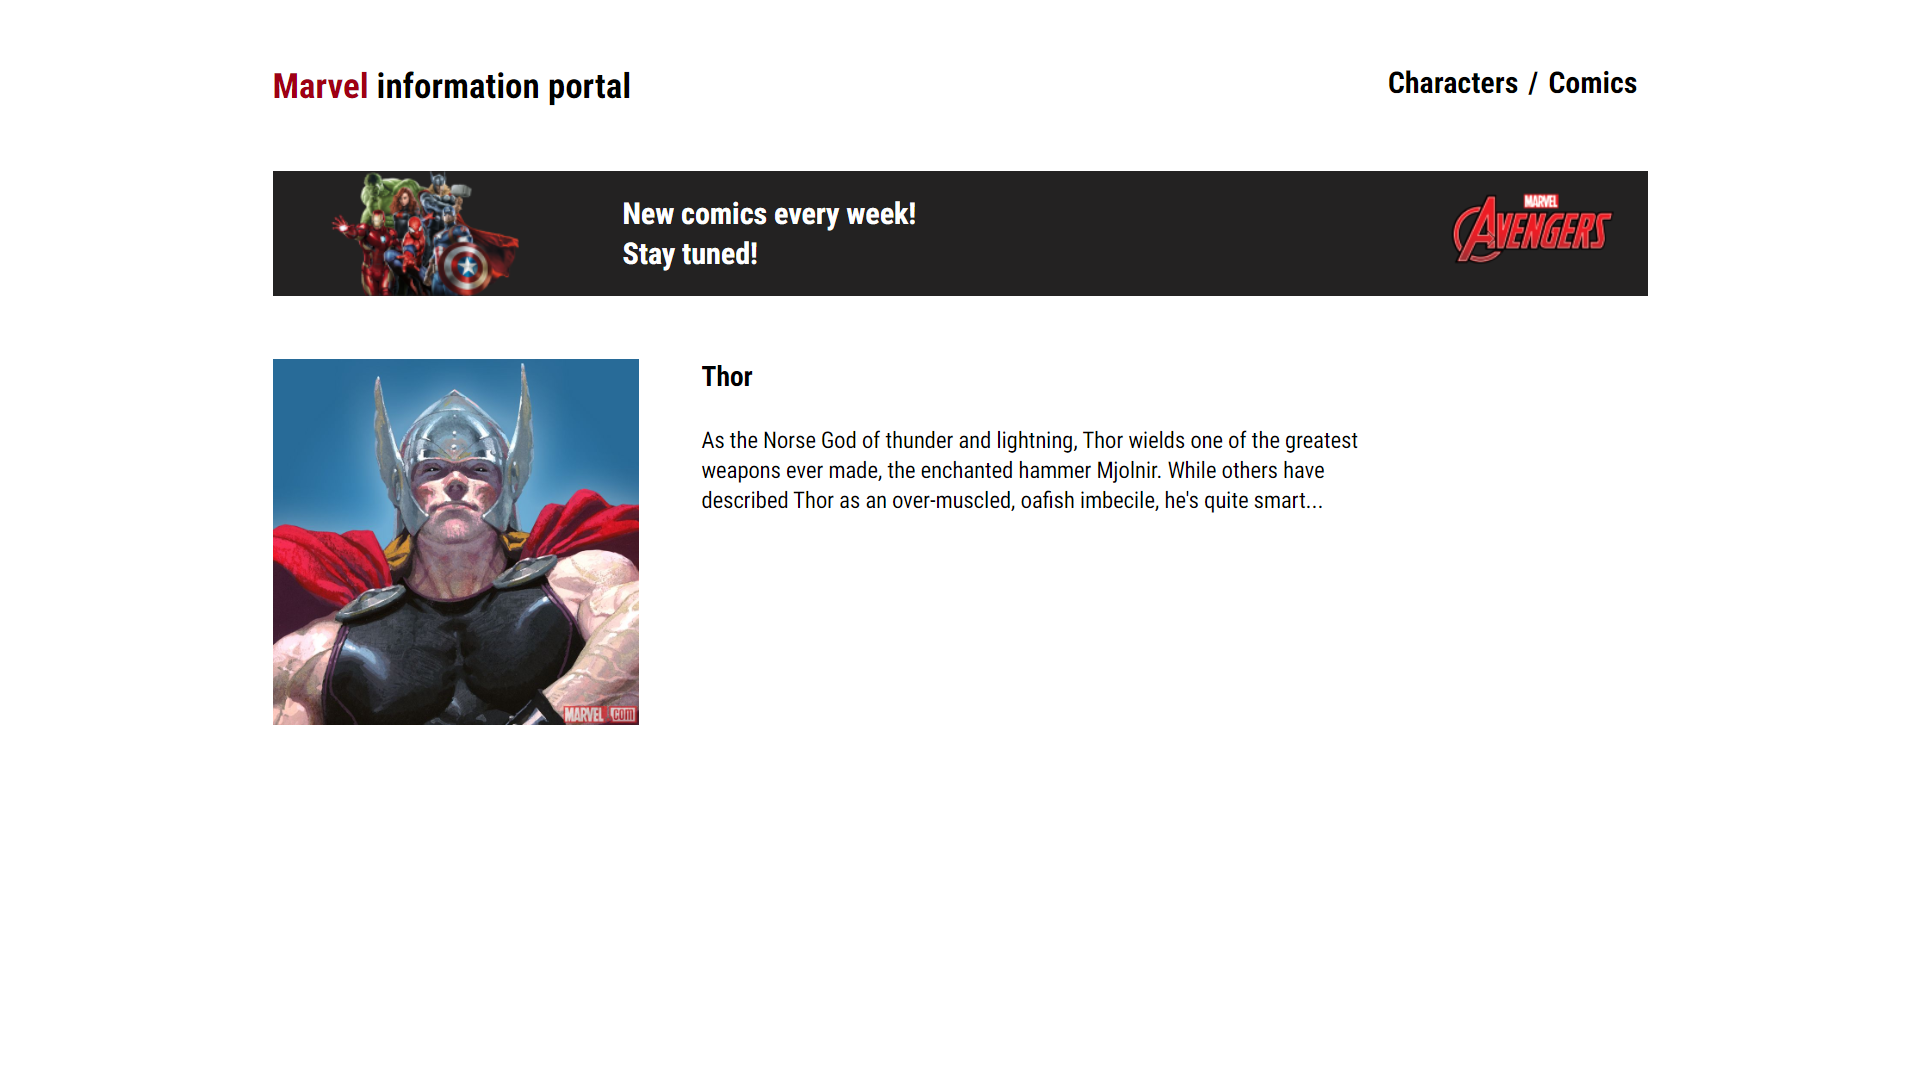 Marvel information portal
Characters / Comics
New comics every week!
Stay tuned!
MARVEL
AVENGERS
Thor
As the Norse God of thunder and lightning, Thor wields one of the greatest
weapons ever made, the enchanted hammer Mjolnir. While others have
described Thor as an over-muscled, oafish imbecile, he's quite smart...
MARVEL.com